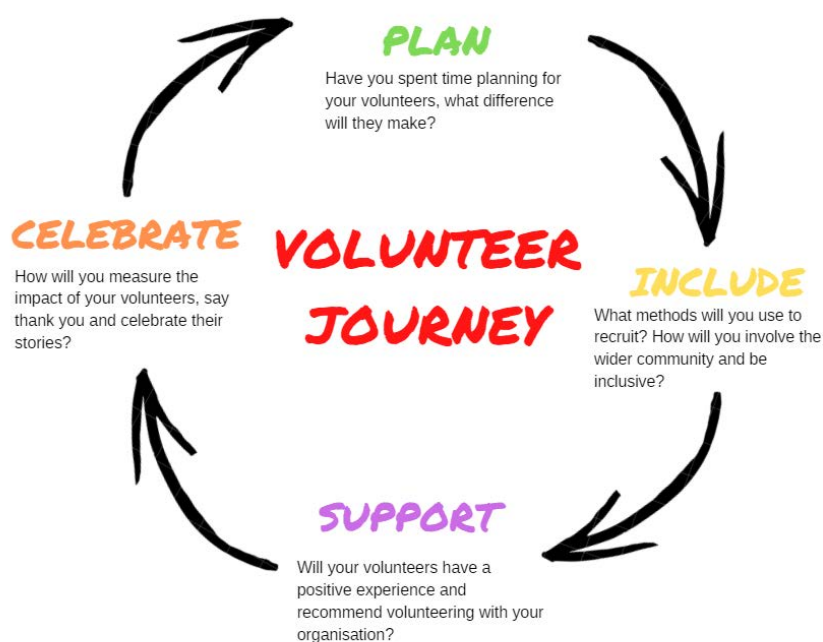 PLAN
Have you spent time planning for
your volunteers, what difference
will they make?
CELEBRATE
How will you measure the
impact of your volunteers, say
thank you and celebrate their
stories?
VOLUNTEER
JOURNEY
INCLUDE
What methods will you use to
recruit? How will you involve the
wider community and be
inclusive?
SUPPORT
Will your volunteers have a
positive experience and
recommend volunteering with your
organisation?